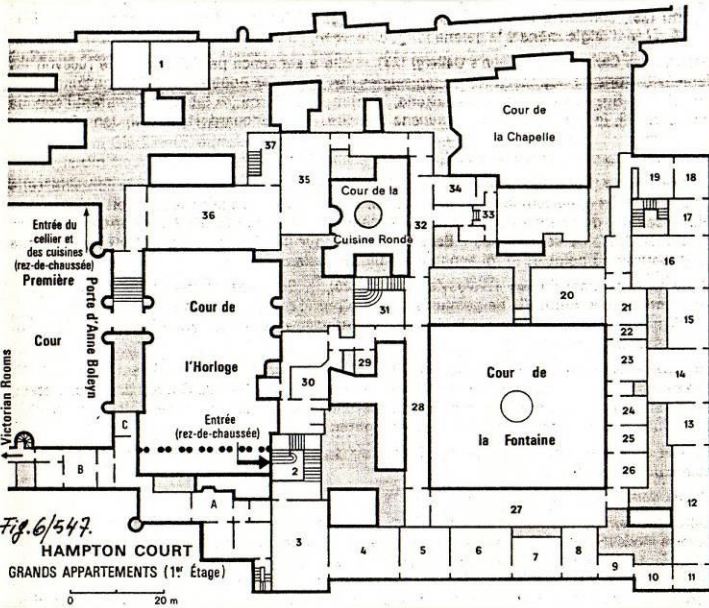 1
Cour de
la Chapelle
37
35
34
33
19
18
Cour de la
Cuisine Ronde
36
32
17
Entrée du
cellier et
des cuisines
(rez-de-chaussée)
Première
Cour
Porte d'Anne Boleyn
Cour de
l'Horloge
16
20
21
15
31
22
23
14
29
30
28
Cour de
la Fontaine
24
13
25
26
Victorian Rooms
C
Entrée
(rez-de-chaussée)
B
2
A
27
12
Fig. 6/547.
HAMPTON COURT
GRANDS APPARTEMENTS (1er Étage)
3
4
5
6
7
8
9
10
11
0 20 m